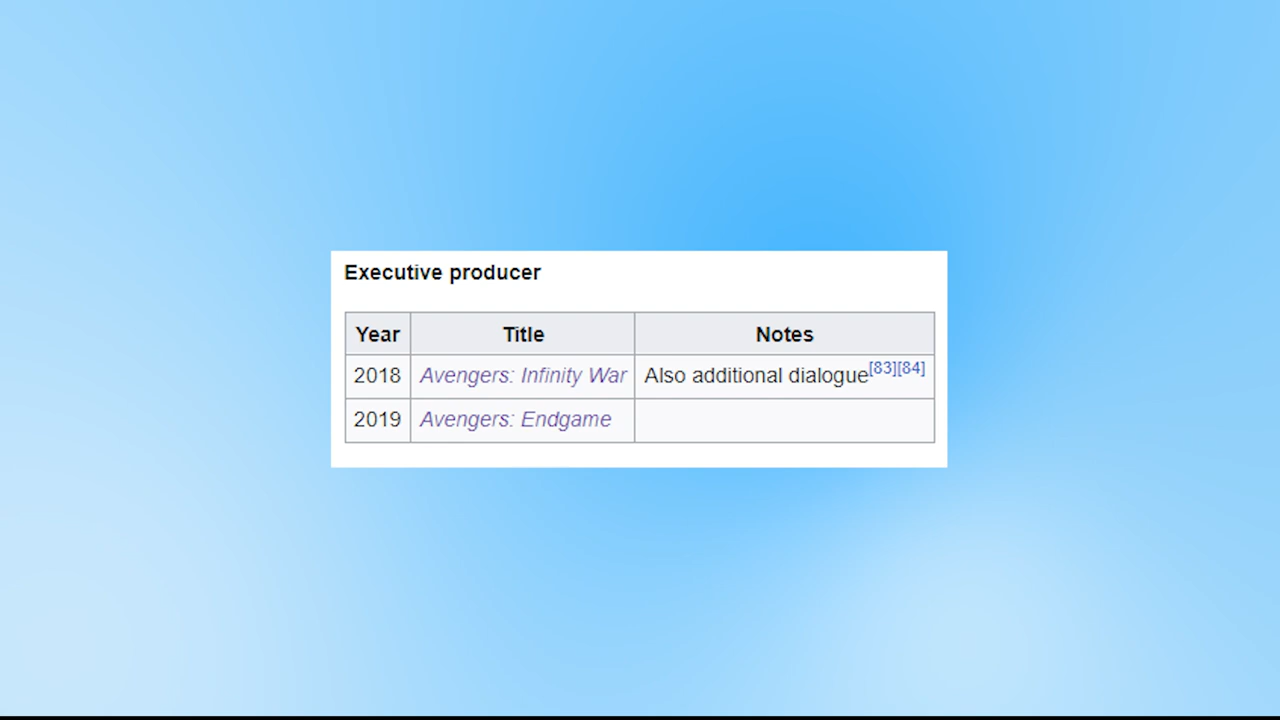 Executive producer
Year Title Notes
2018 Avengers: Infinity War Also additional dialogue[83][84]
2019 Avengers: Endgame